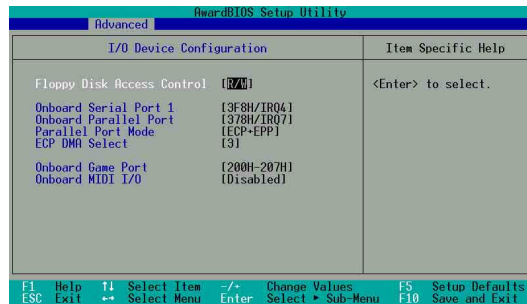 AwardBIOS Setup Utility
Advanced
I/O Device Configuration
Item Specific Help
Floppy Disk Access Control [R/W]
<Enter> to select.
Onboard Serial Port 1 [3F8H/IRQ4]
Onboard Parallel Port [378H/IRQ7]
Parallel Port Mode [ECP+EPP]
ECP DMA Select [3]
Onboard Game Port [200H-207H]
Onboard MIDI I/O [Disabled]
F1 Help ↑↓ Select Item -/+ Change Values F5 Setup Defaults
ESC Exit ←→ Select Menu Enter Select ► Sub-Menu F10 Save and Exit